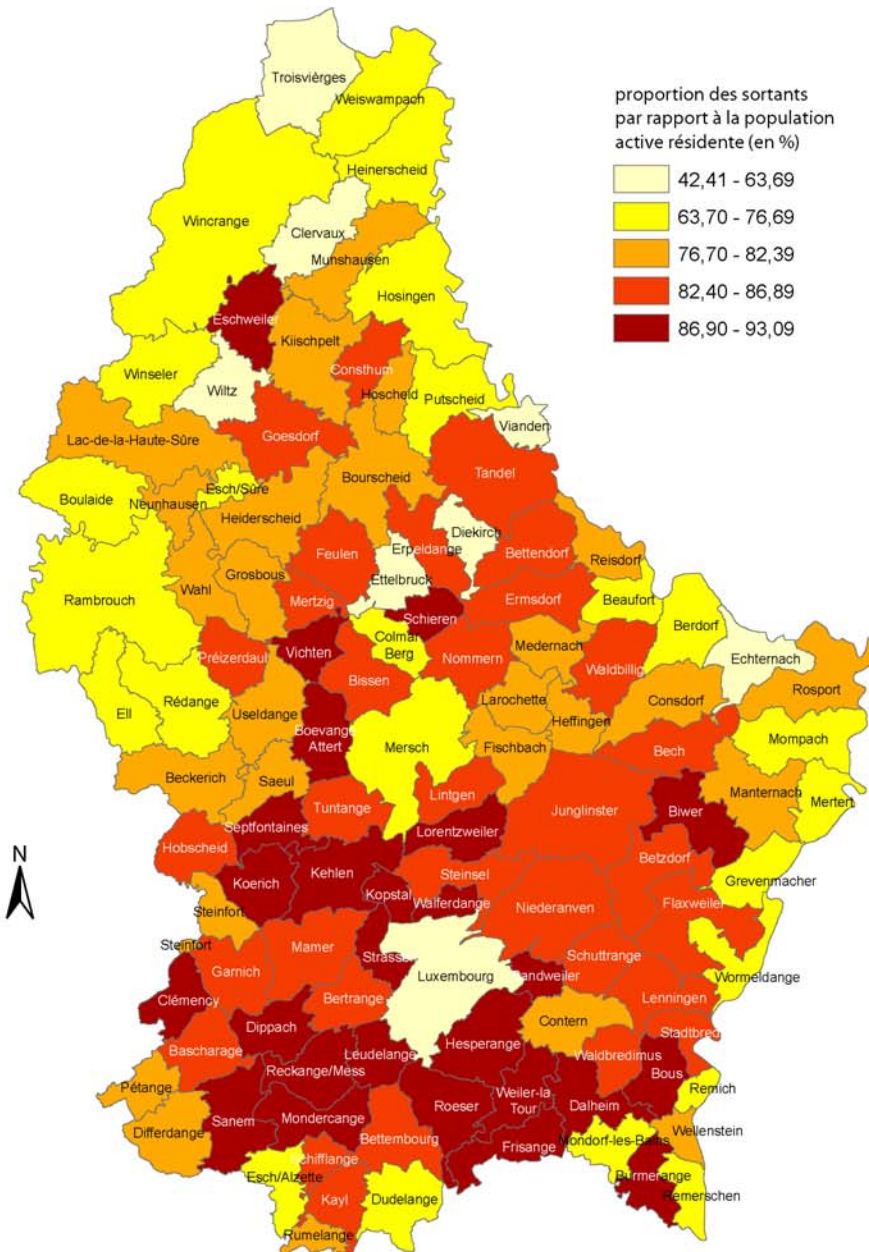 Troisvièrges
Weiswampach
proportion des sortants
par rapport à la population
active résidente (en %)
42,41 - 63,69
63,70 - 76,69
76,70 - 82,39
82,40 - 86,89
86,90 - 93,09
Heinerscheid
Wincrange
Clervaux
Munshausen
Hosingen
Eschweiler
Kiischpelt
Winseler
Consthum
Wiltz
Hoscheid
Putscheid
Vianden
Goesdorf
Lac-de-la-Haute-Sûre
Tandel
Bourscheid
Esch/Sûre
Boulaide
Neunhausen
Heiderscheid
Diekirch
Erpeldange
Bettendorf
Feulen
Reisdorf
Ettelbruck
Grosbous
Wahl
Rambrouch
Mertzig
Ermsdorf
Beaufort
Schieren
Berdorf
Colmar
Berg
Vichten
Préizerdaul
Medernach
Nommern
Waldbillig
Echternach
Bissen
Rosport
Ell
Rédange
Useldange
Larochette
Consdorf
Heffingen
Boevange
Attert
Mersch
Fischbach
Bech
Mompach
Beckerich
Saeul
Manternach
Mertert
Lintgen
Tuntange
Junglinster
Biwer
Septfontaines
Lorentzweiler
Hobscheid
N
Kehlen
Steinsel
Betzdorf
Koerich
Kopstal
Walferdange
Grevenmacher
Niederanven
Flaxweiler
Steinfort
Steinfort
Mamer
Strasse
Schuttrange
Garnich
Luxembourg
andweiler
Wormeldange
Clémency
Bertrange
Lenningen
Contern
Dippach
Stadtbred
Hesperange
Bascharage
Leudelange
Waldbredimus
Reckange/Mess
Bous
Pétange
Remich
Weiler-la
Tour
Roeser
Dalheim
Sanem
Mondercange
Differdange
Wellenstein
Bettembourg
Frisange
Mondorf-les-Bains
Schifflange
Esch/Alzette
Burmerange
Remerschen
Kayl
Dudelange
Rumelange